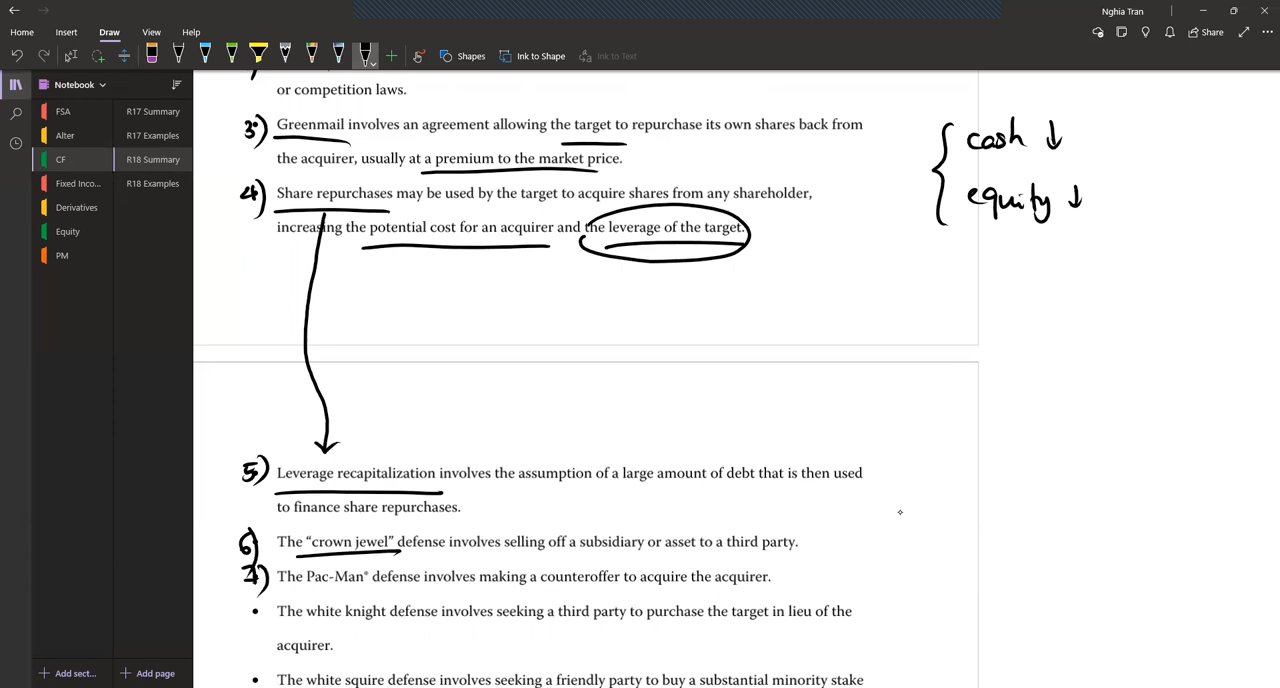 Nghia Tran
Home Insert Draw View Help
Share
Shapes Ink to Shape Ink to Text
Notebook
FSA
Alter
CF
Fixed Inco...
Derivatives
Equity
PM
R17 Summary
R17 Examples
R18 Summary
R18 Examples
or competition laws.
3) Greenmail involves an agreement allowing the target to repurchase its own shares back from
the acquirer, usually at a premium to the market price.
4) Share repurchases may be used by the target to acquire shares from any shareholder,
increasing the potential cost for an acquirer and the leverage of the target.
cash ↓
equity ↓
5) Leverage recapitalization involves the assumption of a large amount of debt that is then used
to finance share repurchases.
6) The “crown jewel” defense involves selling off a subsidiary or asset to a third party.
7) The Pac-Man® defense involves making a counteroffer to acquire the acquirer.
• The white knight defense involves seeking a third party to purchase the target in lieu of the
acquirer.
• The white squire defense involves seeking a friendly party to buy a substantial minority stake
+ Add sect... + Add page